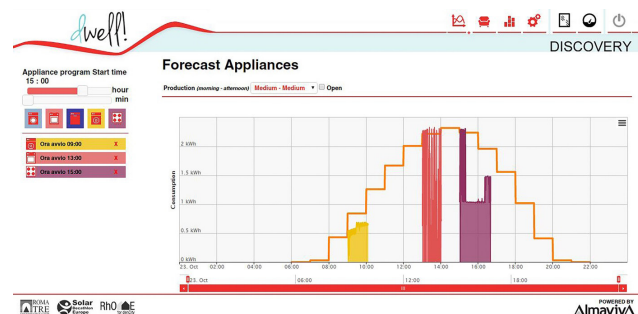 dwell!
DISCOVERY
Appliance program Start time
15 : 00
hour
min
Ora avvio 09:00 X
Ora avvio 13:00 X
Ora avvio 15:00 X
Forecast Appliances
Production (morning - afternoon) Medium - Medium Open
Consumption
2 kWh
1.5 kWh
1 kWh
0.5 kWh
0 kWh
23. Oct 02:00 04:00 06:00 08:00 10:00 12:00 14:00 16:00 18:00 20:00 22:00
23. Oct 06:00 12:00 18:00
ROMA
TRE
Solar
Decathlon
Europe
RhOME
for denCity
POWERED BY
AlmavivA